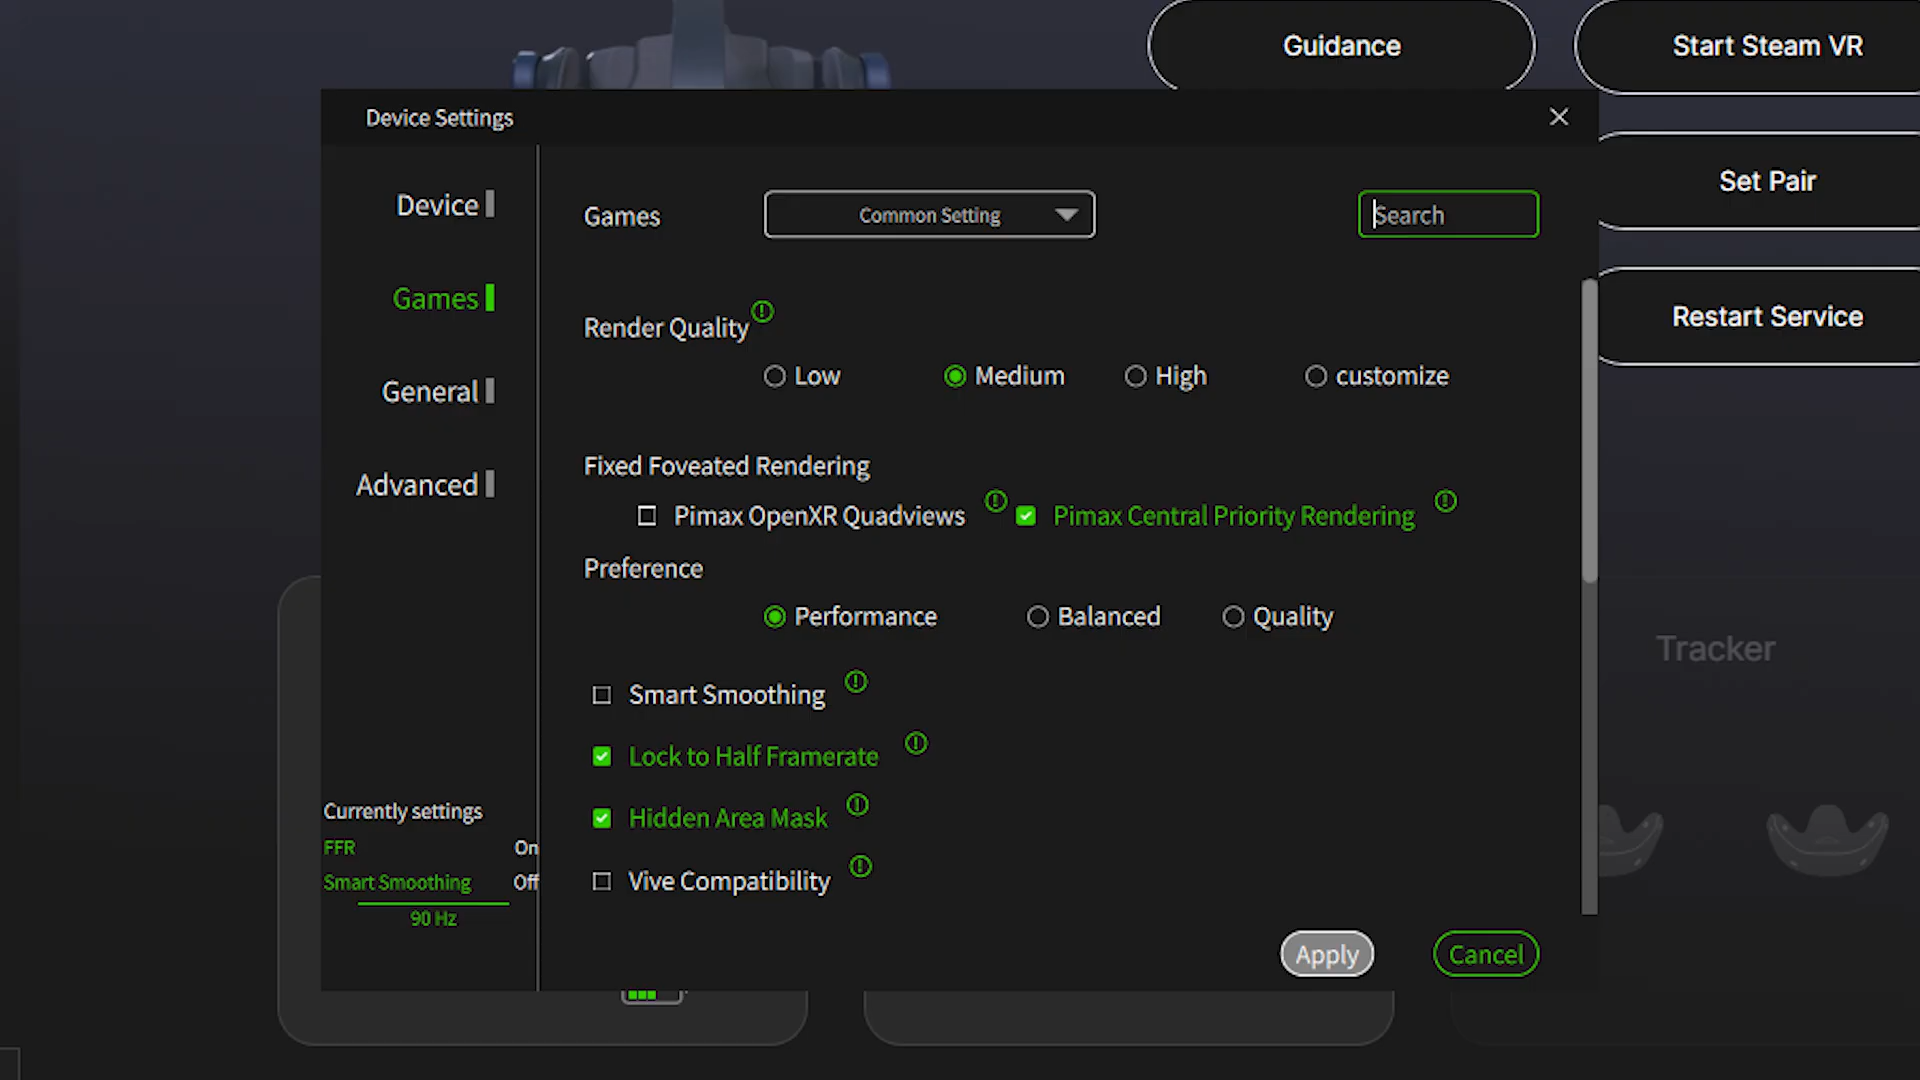 Guidance
Start Steam VR
Device Settings
Set Pair
Device
Games
Common Setting
Search
Games
Render Quality
Restart Service
Low
Medium
High
customize
General
Fixed Foveated Rendering
Advanced
Pimax OpenXR Quadviews
Pimax Central Priority Rendering
Preference
Performance
Balanced
Quality
Tracker
Smart Smoothing
Lock to Half Framerate
Hidden Area Mask
Vive Compatibility
Currently settings
FFR On
Smart Smoothing Off
90 Hz
Apply
Cancel